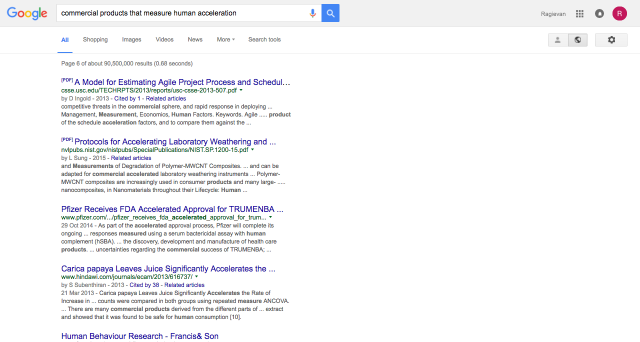 Google
commercial products that measure human acceleration
Ragiavan
R
All Shopping Images Videos News More Search tools
Page 6 of about 90,500,000 results (0.88 seconds)
[PDF] A Model for Estimating Agile Project Process and Schedul...
csse.usc.edu/TECHRPTS/2013/reports/usc-csse-2013-507.pdf
by D Ingold - 2013 - Cited by 1 - Related articles
competitive threats in the commercial sphere, and rapid response in deploying ...
Management, Measurement, Economics, Human Factors. Keywords. Agile ...., product
of the schedule acceleration factors, and to compare them against the ...
[PDF] Protocols for Accelerating Laboratory Weathering and ...
nvlpubs.nist.gov/nistpubs/SpecialPublications/NIST.SP.1200-15.pdf
by L Sung - 2015 - Related articles
and Measurements of Degradation of Polymer-MWCNT Composites. ... and can be
adapted for commercial accelerated laboratory weathering instruments ... Polymer-
MWCNT composites are increasingly used in consumer products and many large- .....
nanocomposites, in Nanomaterials throughout their Lifecycle: Human ...
Pfizer Receives FDA Accelerated Approval for TRUMENBA ...
www.pfizer.com/.../pfizer_receives_fda_accelerated_approval_for_trum...
29 Oct 2014 - As part of the accelerated approval process, Pfizer will complete its
ongoing ... responses measured using a serum bactericidal assay with human
complement (hSBA). ... the discovery, development and manufacture of health care
products. ... uncertainties regarding the commercial success of TRUMENBA; ...
Carica papaya Leaves Juice Significantly Accelerates the ...
www.hindawi.com/journals/ecam/2013/616737/
by S Subenthiran - 2013 - Cited by 38 - Related articles
21 Mar 2013 - Carica papaya Leaves Juice Significantly Accelerates the Rate of
Increase in ... counts were compared in both groups using repeated measure ANCOVA.
... There are many commercial products derived from the different parts of ... extract
and showed that it was found to be safe for human consumption [10].
Human Behaviour Research - Francis& Son